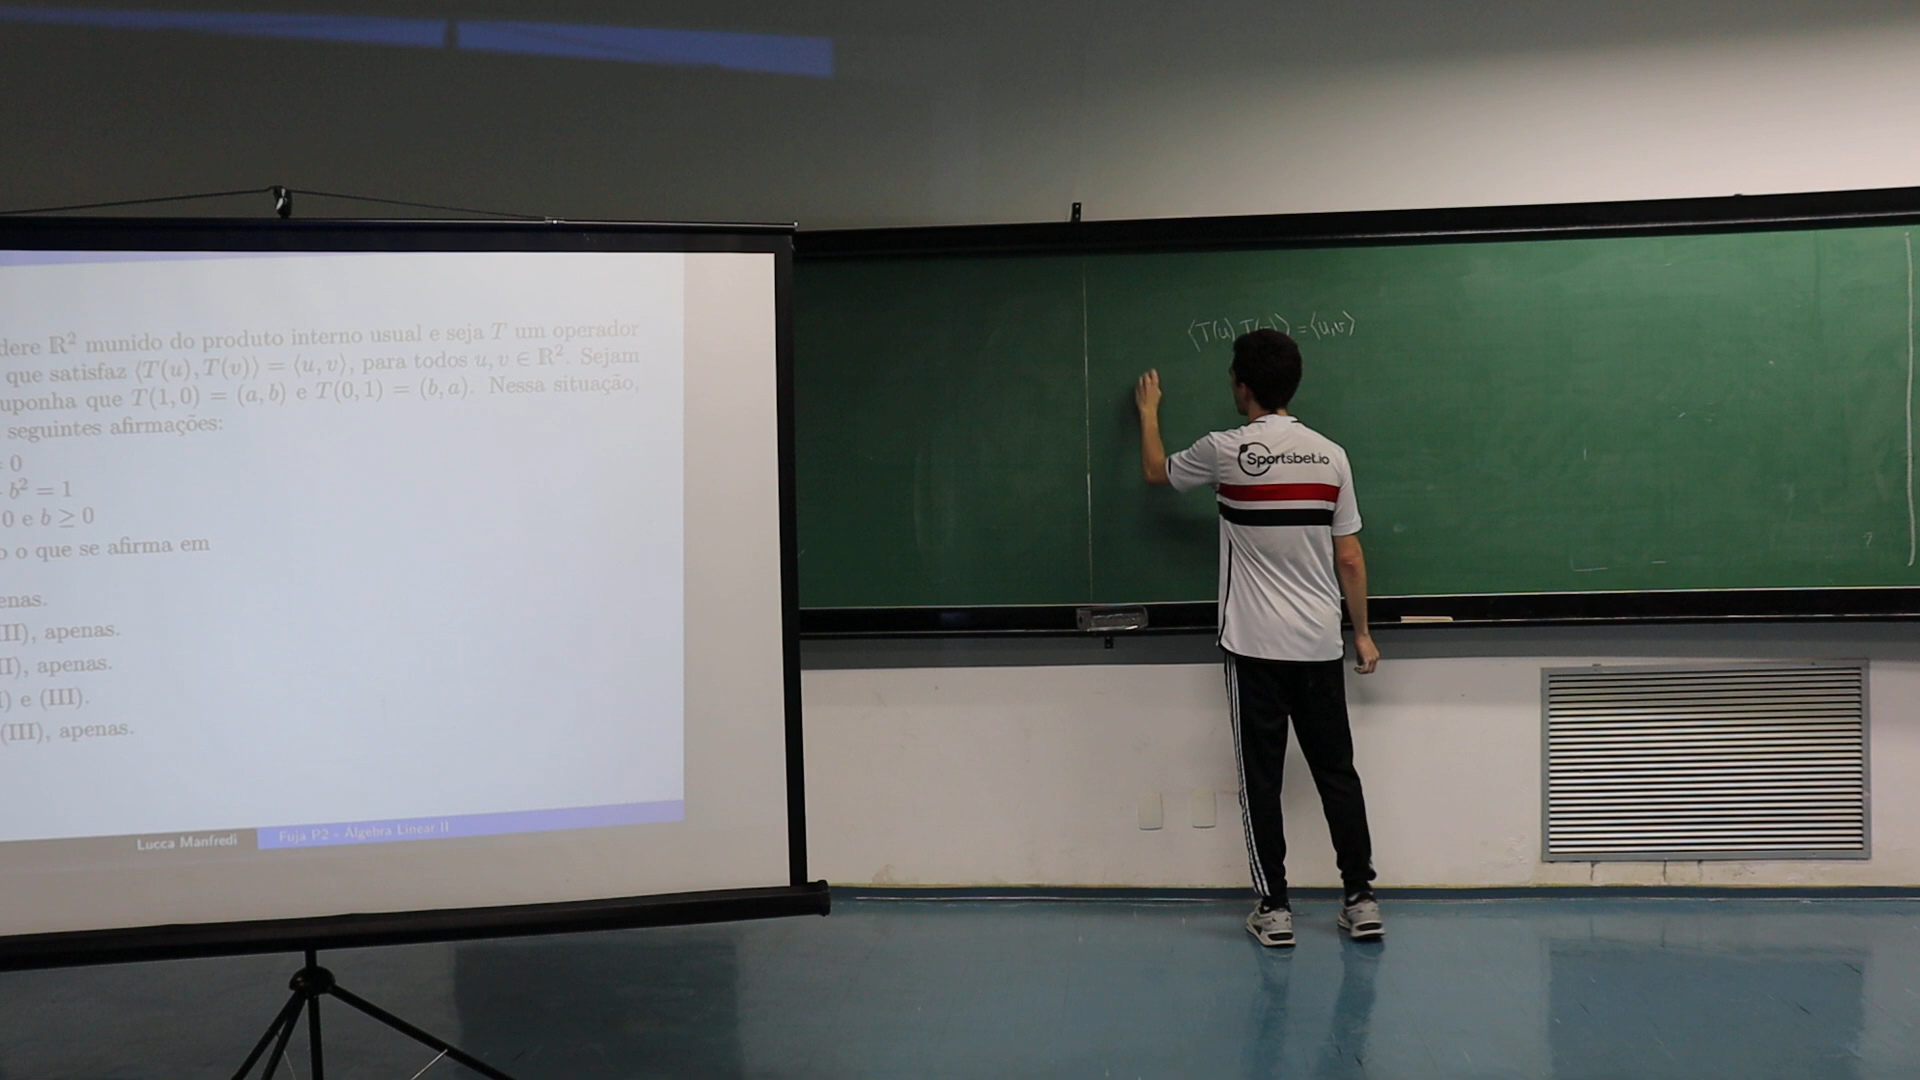 dere ℝ² munido do produto interno usual e seja T um operador
que satisfaz ⟨T(u), T(v)⟩ = ⟨u, v⟩, para todos u, v ∈ ℝ². Sejam
uponha que T(1, 0) = (a, b) e T(0, 1) = (b, a). Nessa situação,
seguintes afirmações:
= 0
b² = 1
0 e b ≥ 0
o o que se afirma em
enas.
II), apenas.
II), apenas.
I) e (III).
(III), apenas.
Lucca Manfredi
Fuja P2 - Álgebra Linear II
⟨T(u), T(v)⟩ = ⟨u,v⟩
Sportsbet.io